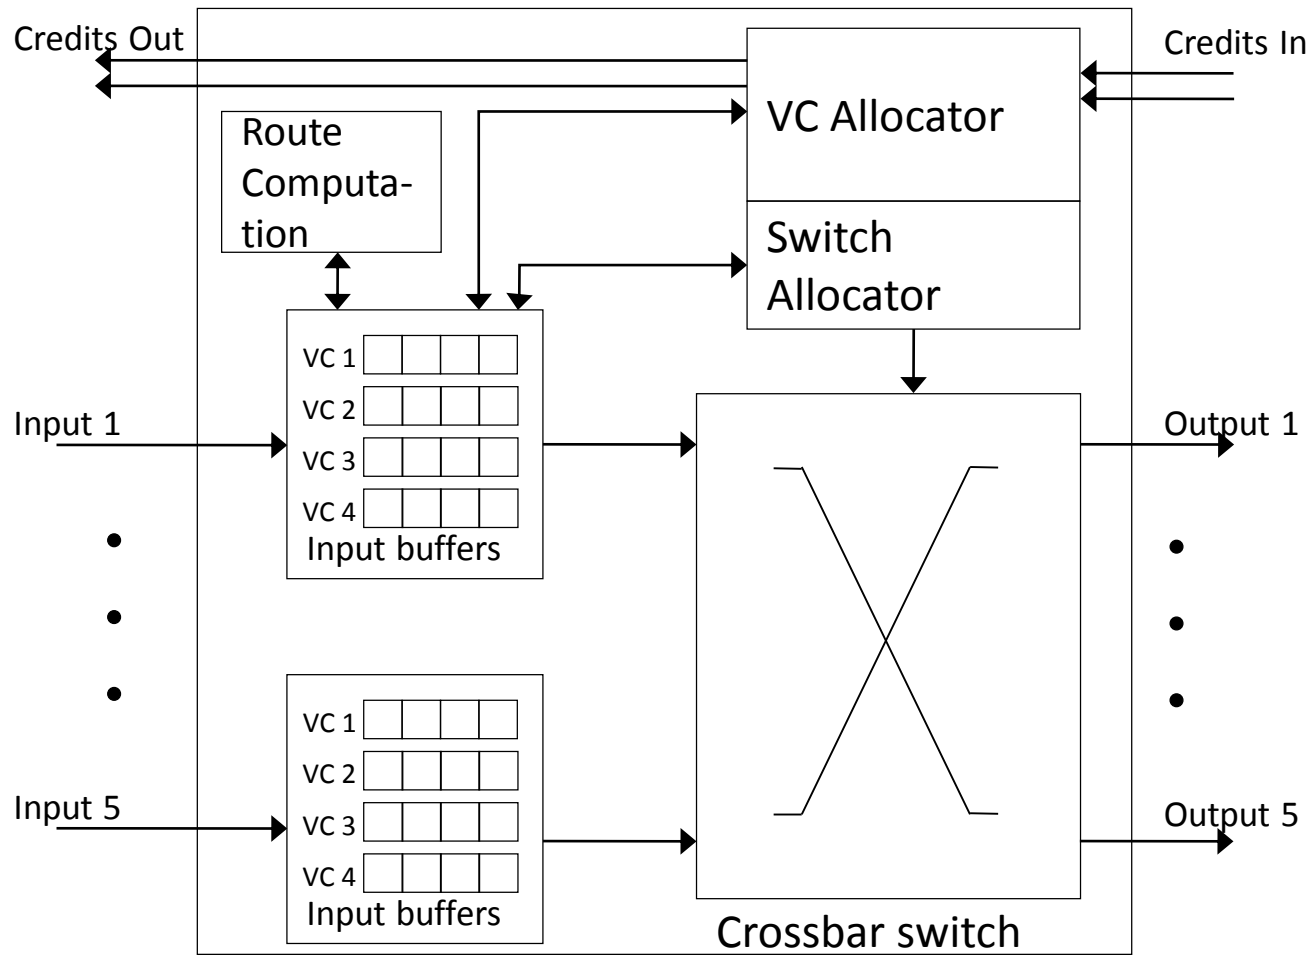 Credits Out
Credits In
VC Allocator
Route
Computa-
tion
Switch
Allocator
VC 1
VC 2
VC 3
VC 4
Input buffers
Input 1
Output 1
VC 1
VC 2
VC 3
VC 4
Input buffers
Input 5
Output 5
Crossbar switch